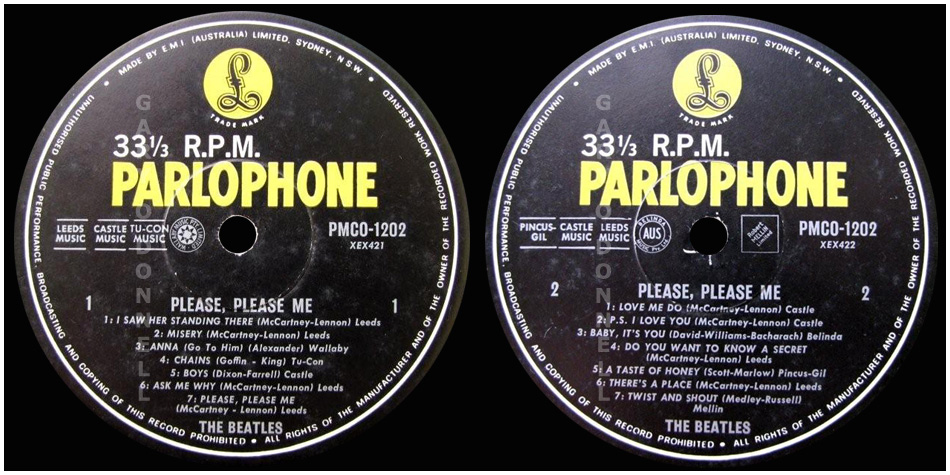 MADE BY E.M.I (AUSTRALIA) LIMITED, SYDNEY, N.S.W.
UNAUTHORISED PUBLIC PERFORMANCE, BROADCASTING AND COPYING OF THIS RECORD PROHIBITED • ALL RIGHTS OF THE MANUFACTURER AND OF THE OWNER OF THE RECORDED WORK RESERVED
£
TRADE MARK
33⅓ R.P.M.
PARLOPHONE
LEEDS MUSIC
CASTLE MUSIC
TU-CON MUSIC
PMCO-1202
XEX421
1
PLEASE, PLEASE ME
1
1: I SAW HER STANDING THERE (McCartney-Lennon) Leeds
2: MISERY (McCartney-Lennon) Leeds
3: ANNA (Go To Him) (Alexander) Wallaby
4: CHAINS (Goffin - King) Tu-Con
5: BOYS (Dixon-Farrell) Castle
6: ASK ME WHY (McCartney-Lennon) Leeds
7: PLEASE, PLEASE ME
(McCartney - Lennon) Leeds
THE BEATLES
MADE BY E.M.I (AUSTRALIA) LIMITED, SYDNEY, N.S.W.
UNAUTHORISED PUBLIC PERFORMANCE, BROADCASTING AND COPYING OF THIS RECORD PROHIBITED • ALL RIGHTS OF THE MANUFACTURER AND OF THE OWNER OF THE RECORDED WORK RESERVED
£
TRADE MARK
33⅓ R.P.M.
PARLOPHONE
PINCUS-GIL
CASTLE MUSIC
LEEDS MUSIC
BELINDA
AUS
MUSIC Pty. Ltd.
Robert MELLIN Limited
PMCO-1202
XEX422
2
PLEASE, PLEASE ME
2
1: LOVE ME DO (McCartney-Lennon) Castle
2: P.S. I LOVE YOU (McCartney-Lennon) Castle
3: BABY, IT'S YOU (David-Williams-Bacharach) Belinda
4: DO YOU WANT TO KNOW A SECRET
(McCartney-Lennon) Leeds
5: A TASTE OF HONEY (Scott-Marlow) Pincus-Gil
6: THERE'S A PLACE (McCartney-Lennon) Leeds
7: TWIST AND SHOUT (Medley-Russell)
Mellin
THE BEATLES